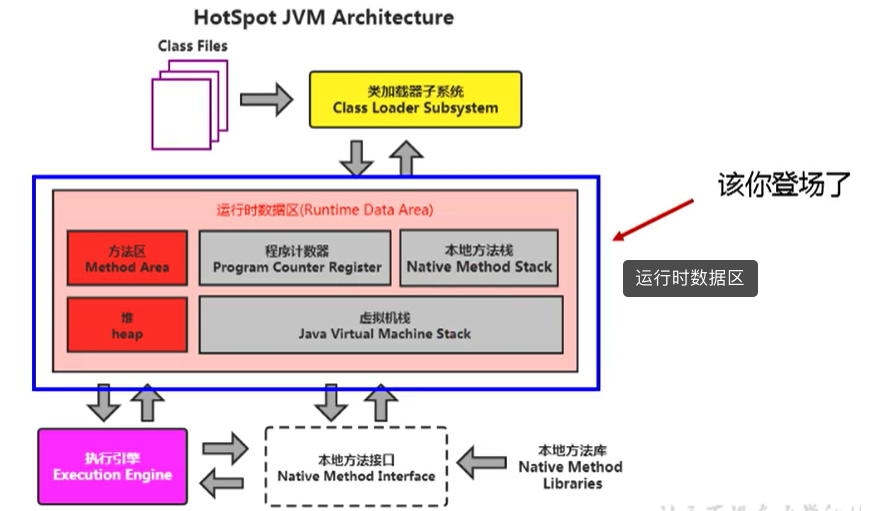 HotSpot JVM Architecture
Class Files
类加载器子系统
Class Loader Subsystem
该你登场了
运行时数据区(Runtime Data Area)
方法区
Method Area
程序计数器
Program Counter Register
本地方法栈
Native Method Stack
运行时数据区
堆
heap
虚拟机栈
Java Virtual Machine Stack
执行引擎
Execution Engine
本地方法接口
Native Method Interface
本地方法库
Native Method
Libraries